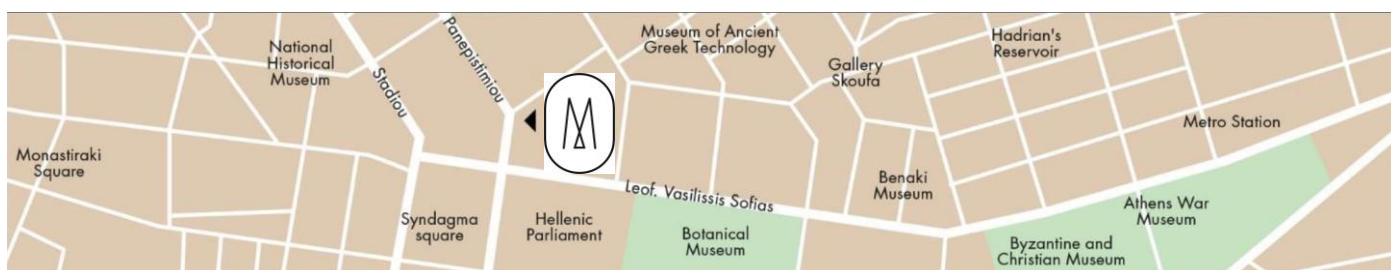 National
Historical
Museum
Stadiou
Panepistimiou
Museum of Ancient
Greek Technology
Gallery
Skoufa
Hadrian's
Reservoir
Metro Station
Monastiraki
Square
Syndagma
square
Hellenic
Parliament
Leof. Vasilissis Sofias
Botanical
Museum
Benaki
Museum
Athens War
Museum
Byzantine and
Christian Museum